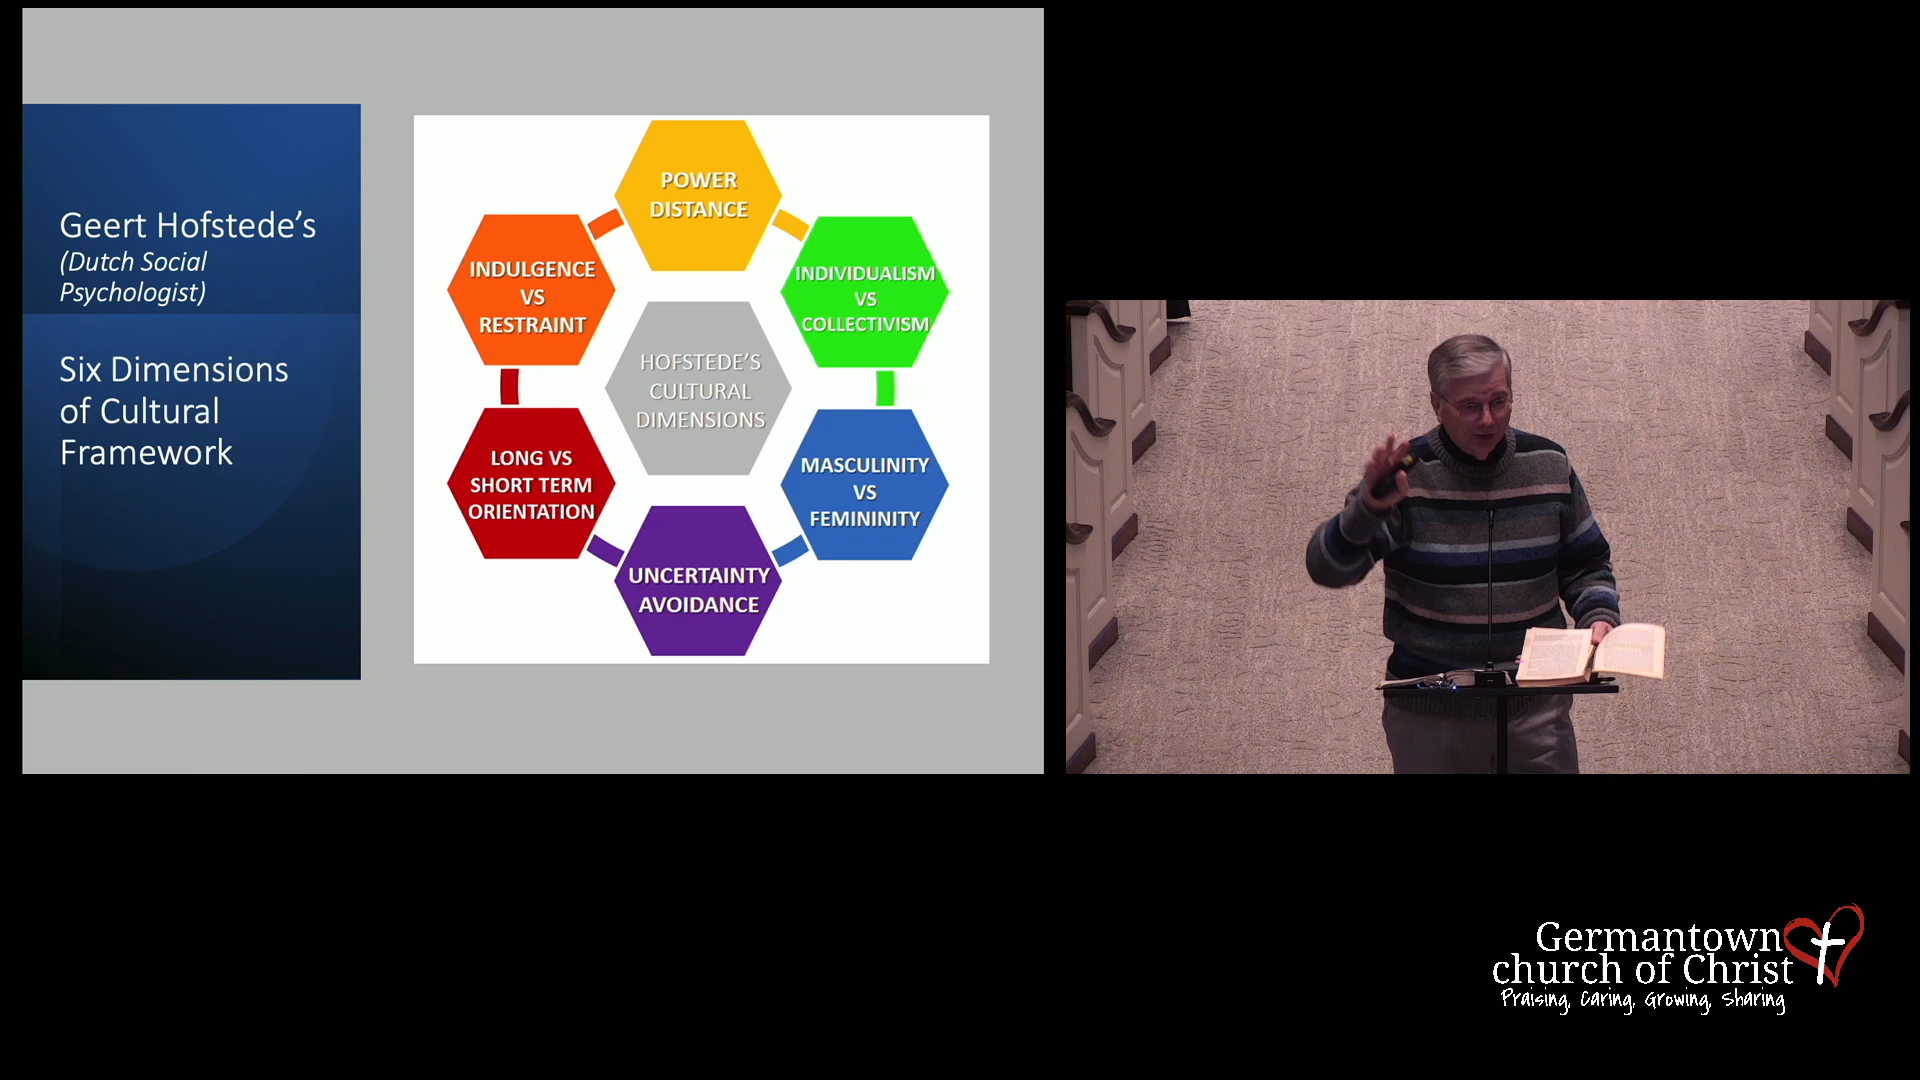 Geert Hofstede's
(Dutch Social
Psychologist)
Six Dimensions
of Cultural
Framework
POWER
DISTANCE
INDIVIDUALISM
VS
COLLECTIVISM
MASCULINITY
VS
FEMININITY
UNCERTAINTY
AVOIDANCE
LONG VS
SHORT TERM
ORIENTATION
INDULGENCE
VS
RESTRAINT
HOFSTEDE'S
CULTURAL
DIMENSIONS
Germantown
church of Christ
Praising, Caring, Growing, Sharing